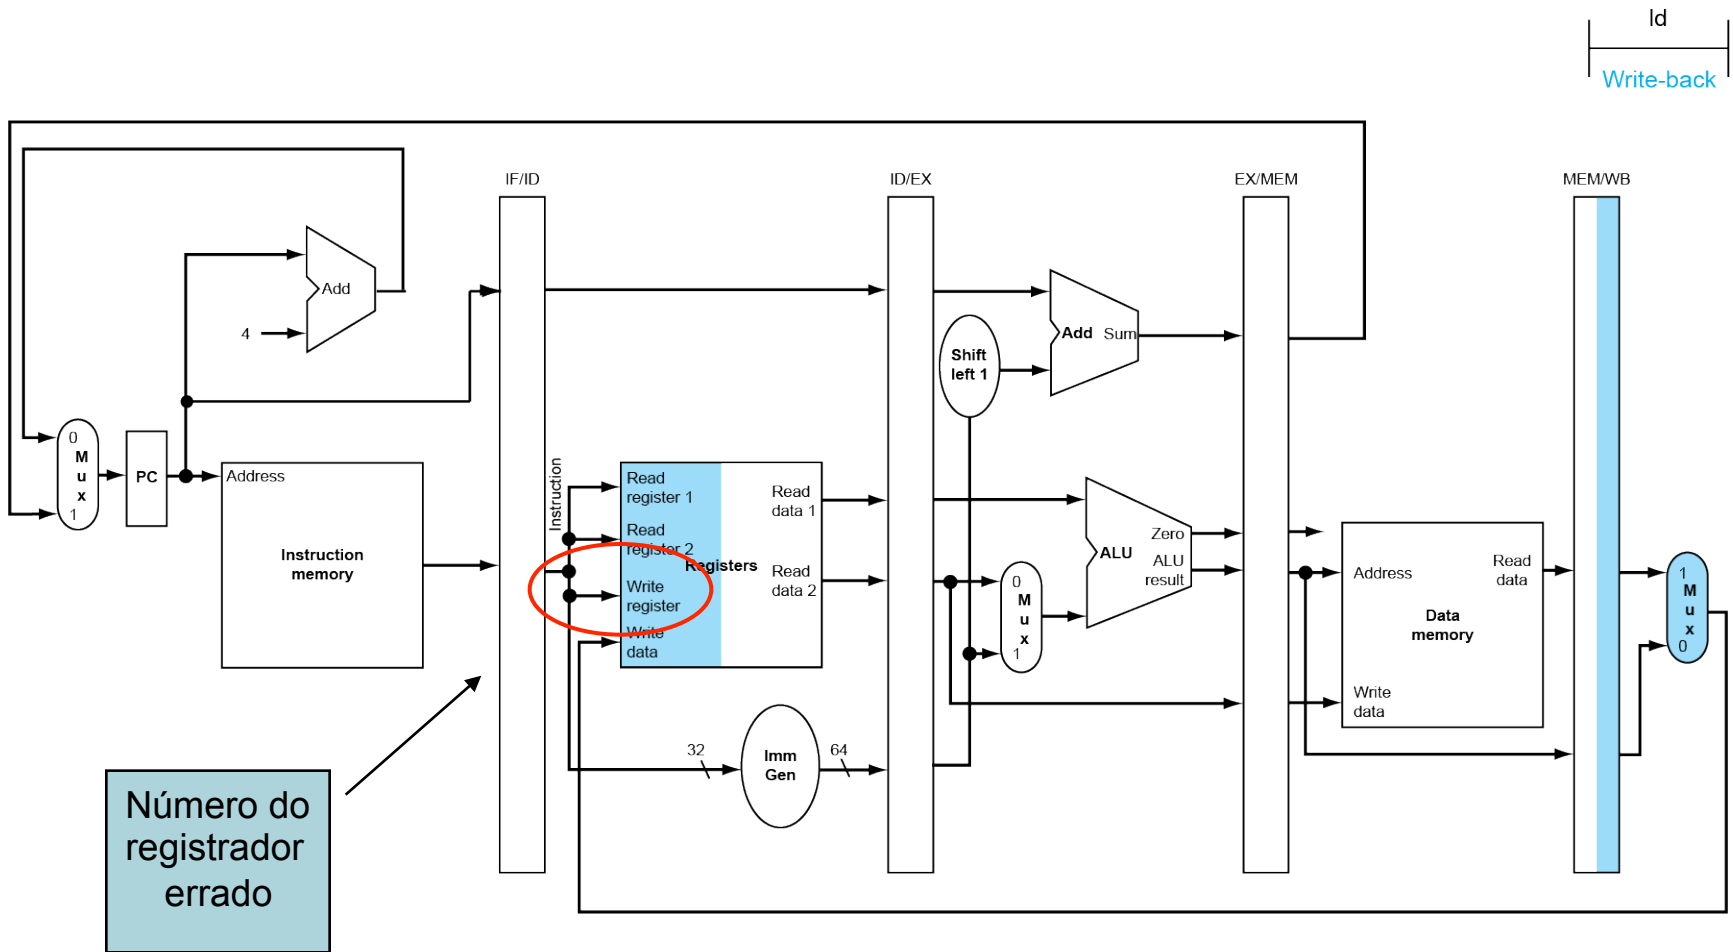 ld
Write-back
IF/ID
ID/EX
EX/MEM
MEM/WB
Add
4
Add Sum
Shift
left 1
0
M
u
x
1
PC
Address
Instruction
memory
Instruction
Read
register 1
Read
register 2
Write
register
Write
data
Registers
Read
data 1
Read
data 2
0
M
u
x
1
ALU
Zero
ALU
result
Address
Read
data
Data
memory
Write
data
1
M
u
x
0
32
Imm
Gen
64
Número do
registrador
errado